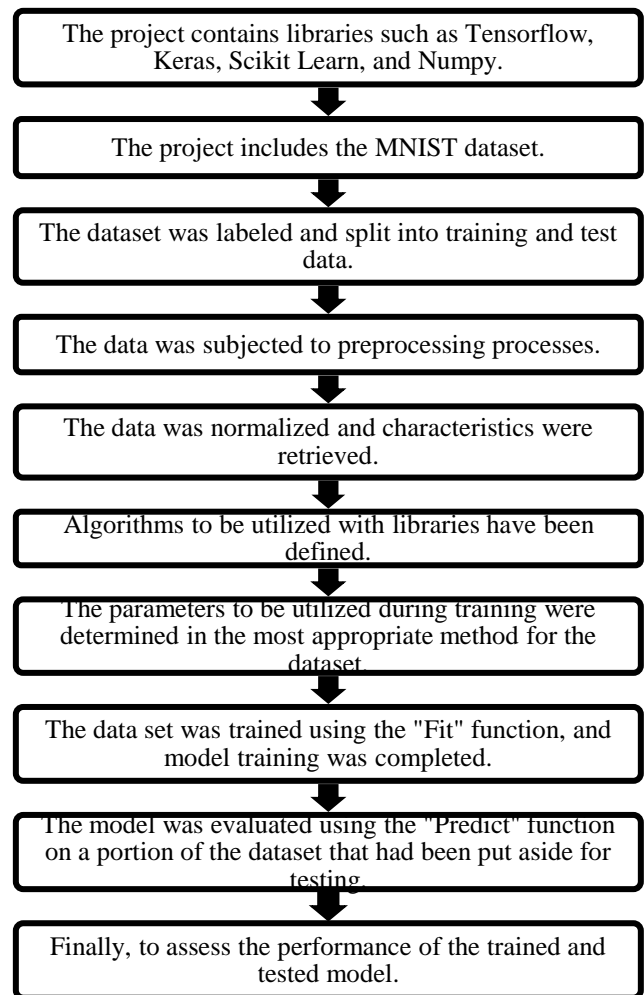 The project contains libraries such as Tensorflow,
Keras, Scikit Learn, and Numpy.
The project includes the MNIST dataset.
The dataset was labeled and split into training and test
data.
The data was subjected to preprocessing processes.
The data was normalized and characteristics were
retrieved.
Algorithms to be utilized with libraries have been
defined.
The parameters to be utilized during training were
determined in the most appropriate method for the
dataset.
The data set was trained using the "Fit" function, and
model training was completed.
The model was evaluated using the "Predict" function
on a portion of the dataset that had been put aside for
testing.
Finally, to assess the performance of the trained and
tested model.